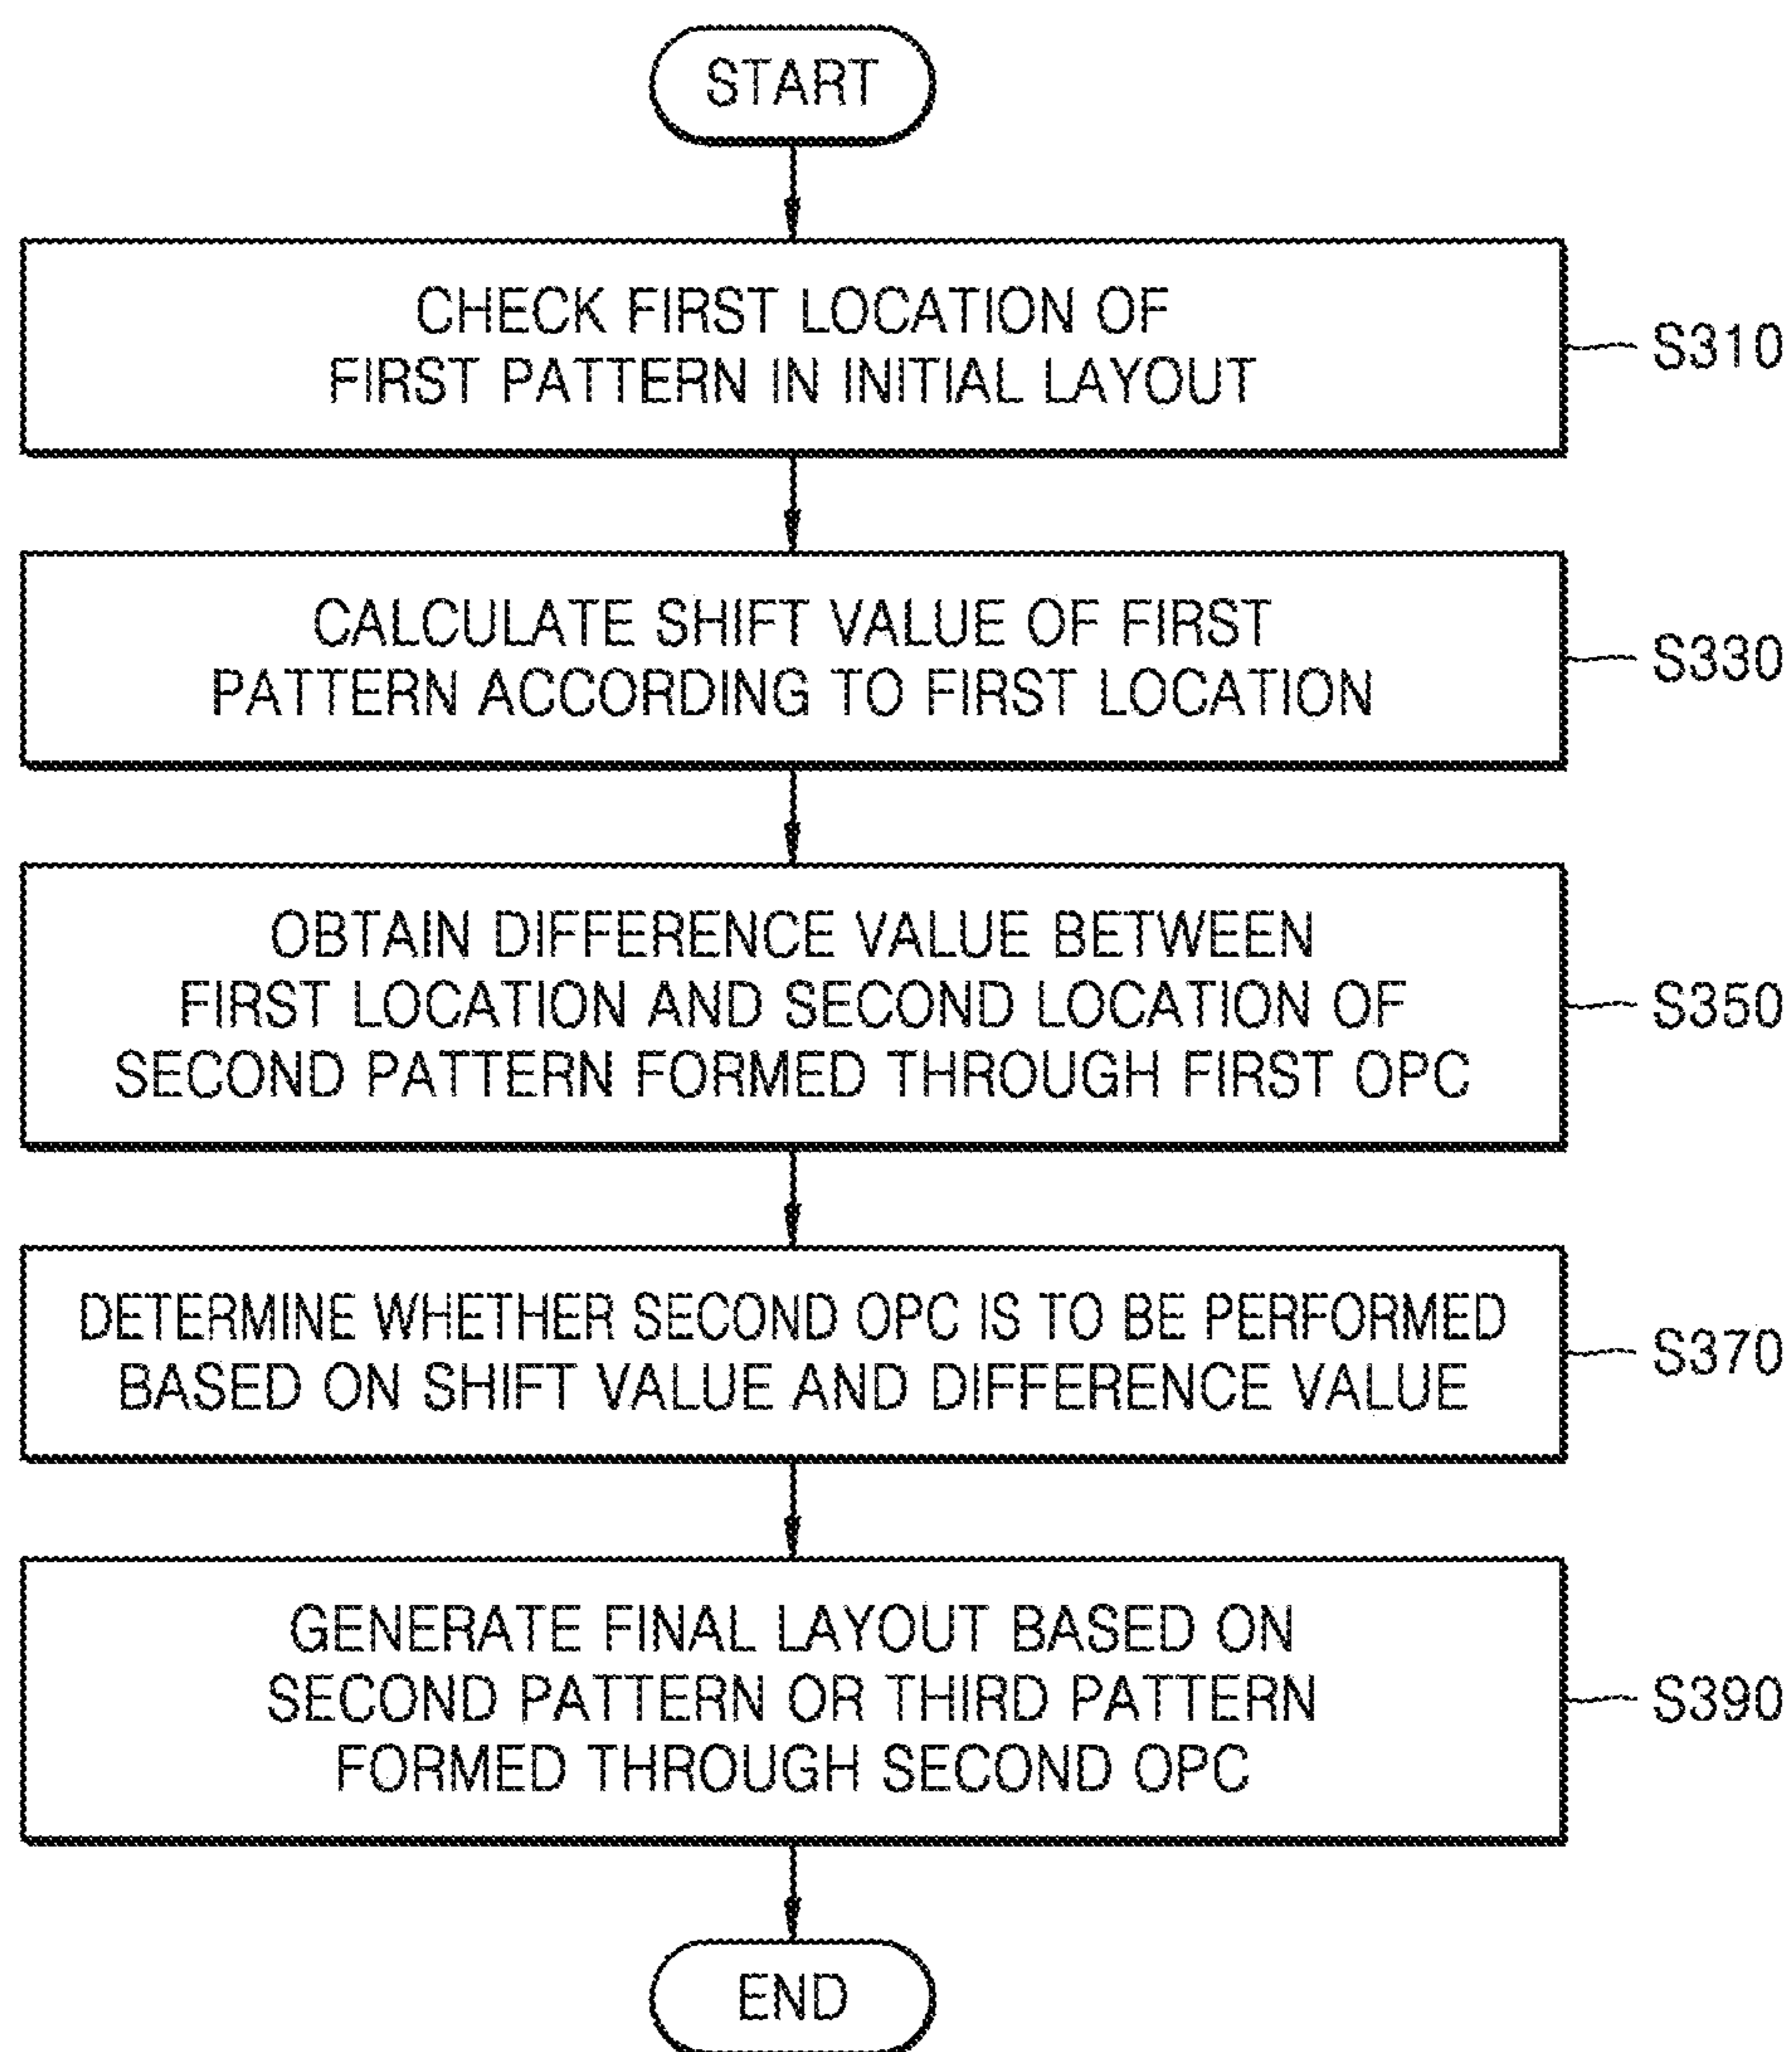 START
CHECK FIRST LOCATION OF
FIRST PATTERN IN INITIAL LAYOUT
S310
CALCULATE SHIFT VALUE OF FIRST
PATTERN ACCORDING TO FIRST LOCATION
S330
OBTAIN DIFFERENCE VALUE BETWEEN
FIRST LOCATION AND SECOND LOCATION OF
SECOND PATTERN FORMED THROUGH FIRST OPC
S350
DETERMINE WHETHER SECOND OPC IS TO BE PERFORMED
BASED ON SHIFT VALUE AND DIFFERENCE VALUE
S370
GENERATE FINAL LAYOUT BASED ON
SECOND PATTERN OR THIRD PATTERN
FORMED THROUGH SECOND OPC
S390
END